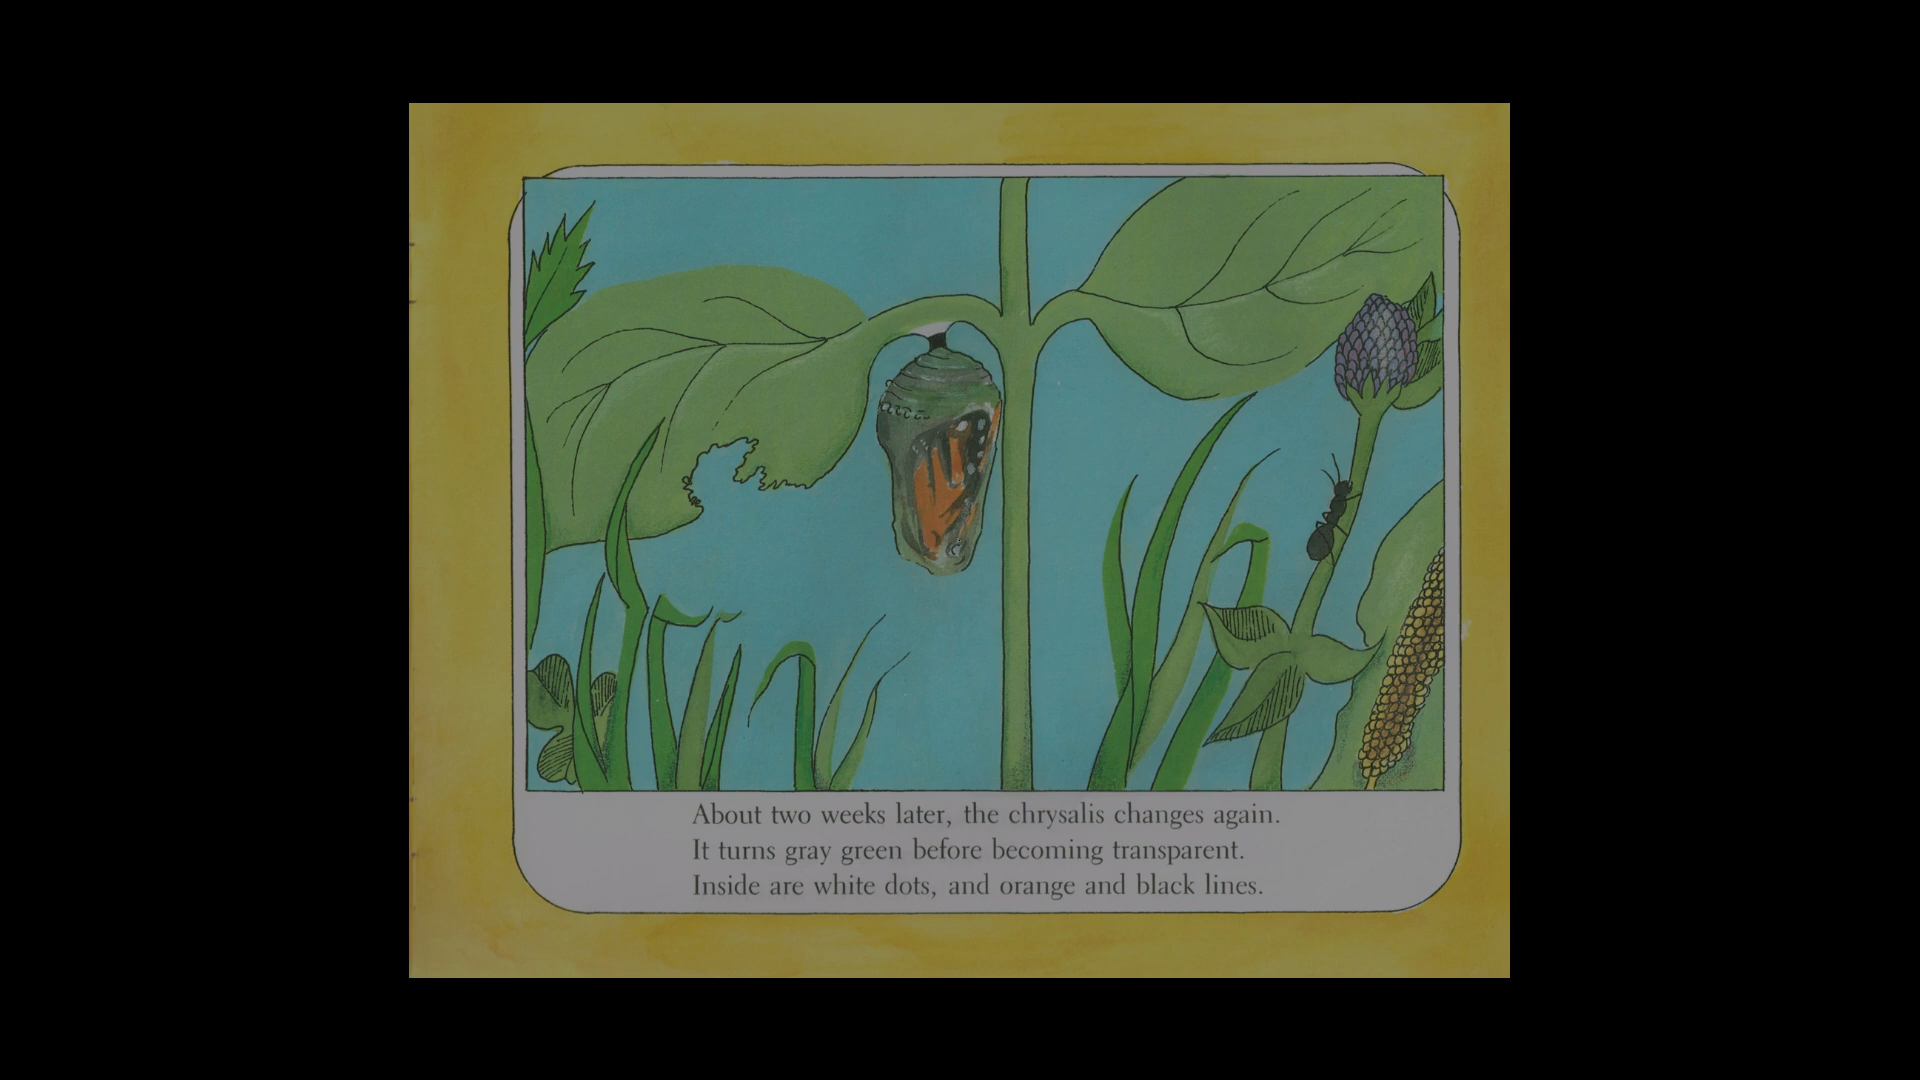 About two weeks later, the chrysalis changes again.
It turns gray green before becoming transparent.
Inside are white dots, and orange and black lines.